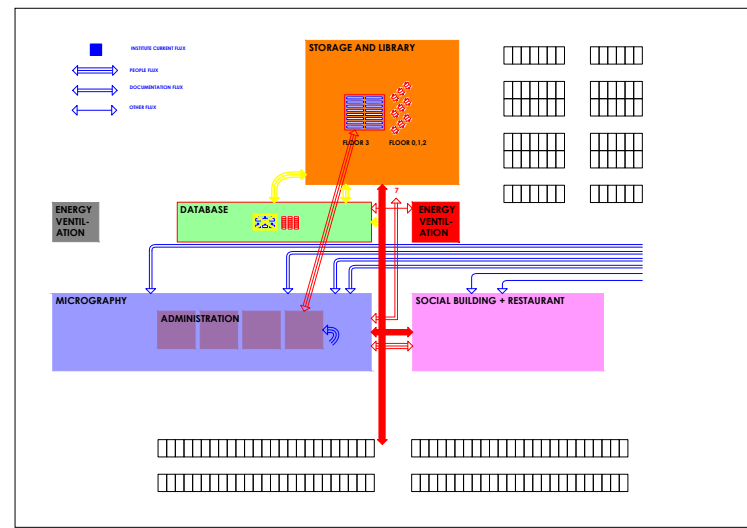 STORAGE AND LIBRARY
INSTITUTE CURRENT FLUX
PEOPLE FLUX
DOCUMENTATION FLUX
OTHER FLUX
FLOOR 3
FLOOR 0,1,2
7
ENERGY
VENTIL-
ATION
DATABASE
ENERGY
VENTIL-
ATION
MICROGRAPHY
ADMINISTRATION
SOCIAL BUILDING + RESTAURANT